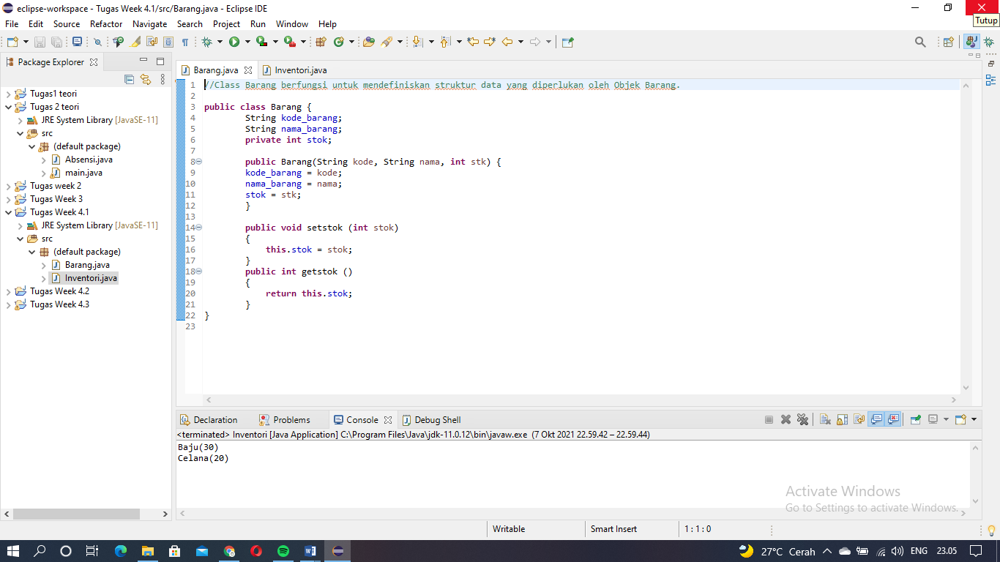 eclipse-workspace - Tugas Week 4.1/src/Barang.java - Eclipse IDE
Tutup
File Edit Source Refactor Navigate Search Project Run Window Help
Package Explorer
Tugas1 teori
Tugas 2 teori
JRE System Library [JavaSE-11]
src
(default package)
Absensi.java
main.java
Tugas week 2
Tugas Week 3
Tugas Week 4.1
JRE System Library [JavaSE-11]
src
(default package)
Barang.java
Inventori.java
Tugas Week 4.2
Tugas Week 4.3
Barang.java Inventori.java
1 //Class Barang berfungsi untuk mendefiniskan struktur data yang diperlukan oleh Objek Barang.
2
3 public class Barang {
4 String kode_barang;
5 String nama_barang;
6 private int stok;
7
8 public Barang(String kode, String nama, int stk) {
9 kode_barang = kode;
10 nama_barang = nama;
11 stok = stk;
12 }
13
14 public void setstok (int stok)
15 {
16 this.stok = stok;
17 }
18 public int getstok ()
19 {
20 return this.stok;
21 }
22 }
23
Declaration Problems Console Debug Shell
<terminated> Inventori [Java Application] C:\Program Files\Java\jdk-11.0.12\bin\javaw.exe (7 Okt 2021 22.59.42 – 22.59.44)
Baju(30)
Celana(20)
Activate Windows
Go to Settings to activate Windows.
Writable Smart Insert 1 : 1 : 0
27°C Cerah ENG 23.05